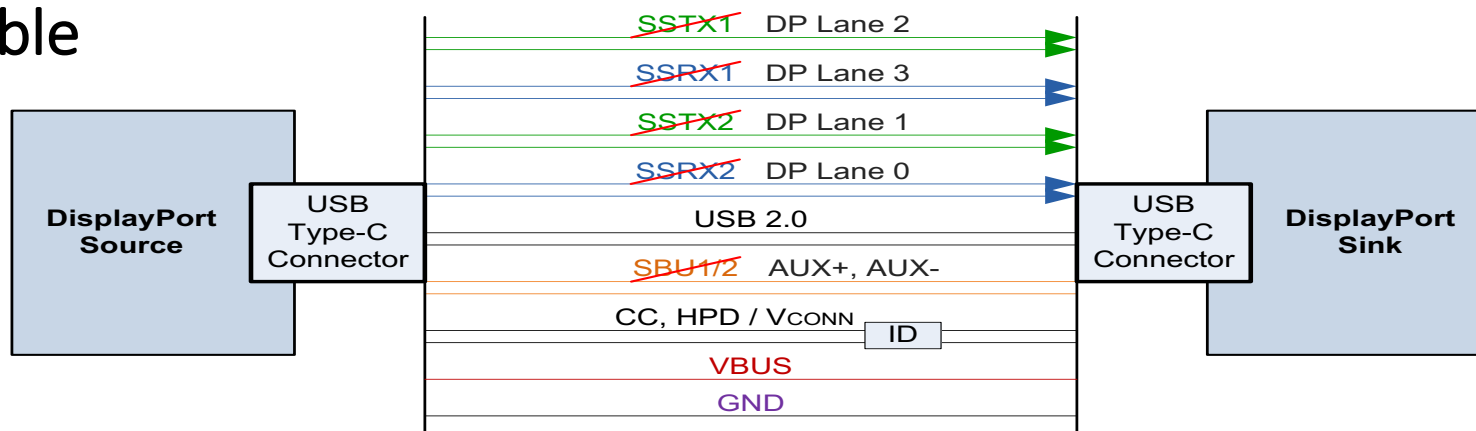 ble
SSTX1 DP Lane 2
SSRX1 DP Lane 3
SSTX2 DP Lane 1
SSRX2 DP Lane 0
DisplayPort
Source
USB
Type-C
Connector
USB 2.0
SBU1/2 AUX+, AUX-
CC, HPD / VCONN
ID
VBUS
GND
USB
Type-C
Connector
DisplayPort
Sink